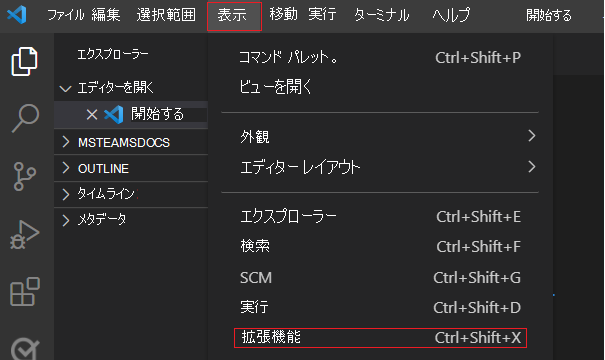 ファイル 編集 選択範囲 表示 移動 実行 ターミナル ヘルプ 開始する
エクスプローラー
エディターを開く
開始する
MSTEAMSDOCS
OUTLINE
タイムライン
メタデータ
コマンド パレット。 Ctrl+Shift+P
ビューを開く
外観
エディター レイアウト
エクスプローラー Ctrl+Shift+E
検索 Ctrl+Shift+F
SCM Ctrl+Shift+G
実行 Ctrl+Shift+D
拡張機能 Ctrl+Shift+X